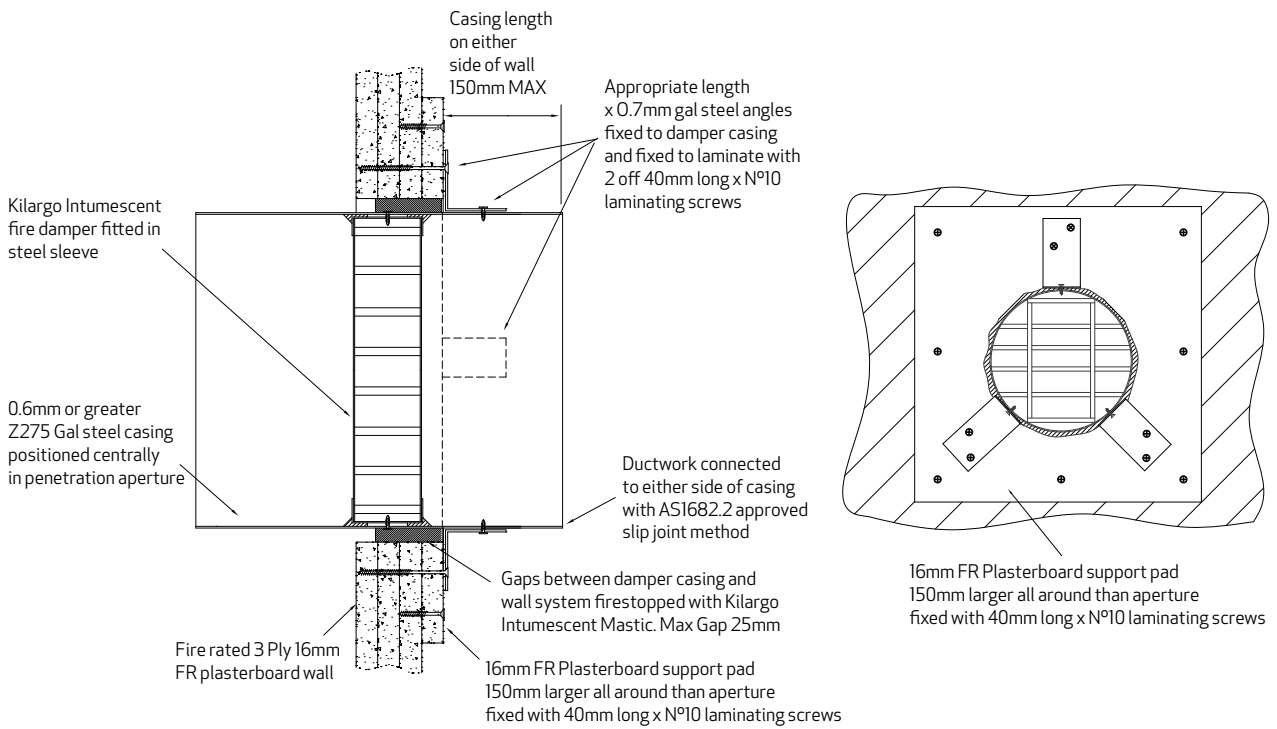 Casing length
on either
side of wall
150mm MAX
Appropriate length
x 0.7mm gal steel angles
fixed to damper casing
and fixed to laminate with
2 off 40mm long x Nº10
laminating screws
Kilargo Intumescent
fire damper fitted in
steel sleeve
0.6mm or greater
Z275 Gal steel casing
positioned centrally
in penetration aperture
Ductwork connected
to either side of casing
with AS1682.2 approved
slip joint method
Gaps between damper casing and
wall system firestopped with Kilargo
Intumescent Mastic. Max Gap 25mm
Fire rated 3 Ply 16mm
FR plasterboard wall
16mm FR Plasterboard support pad
150mm larger all around than aperture
fixed with 40mm long x Nº10 laminating screws
16mm FR Plasterboard support pad
150mm larger all around than aperture
fixed with 40mm long x Nº10 laminating screws